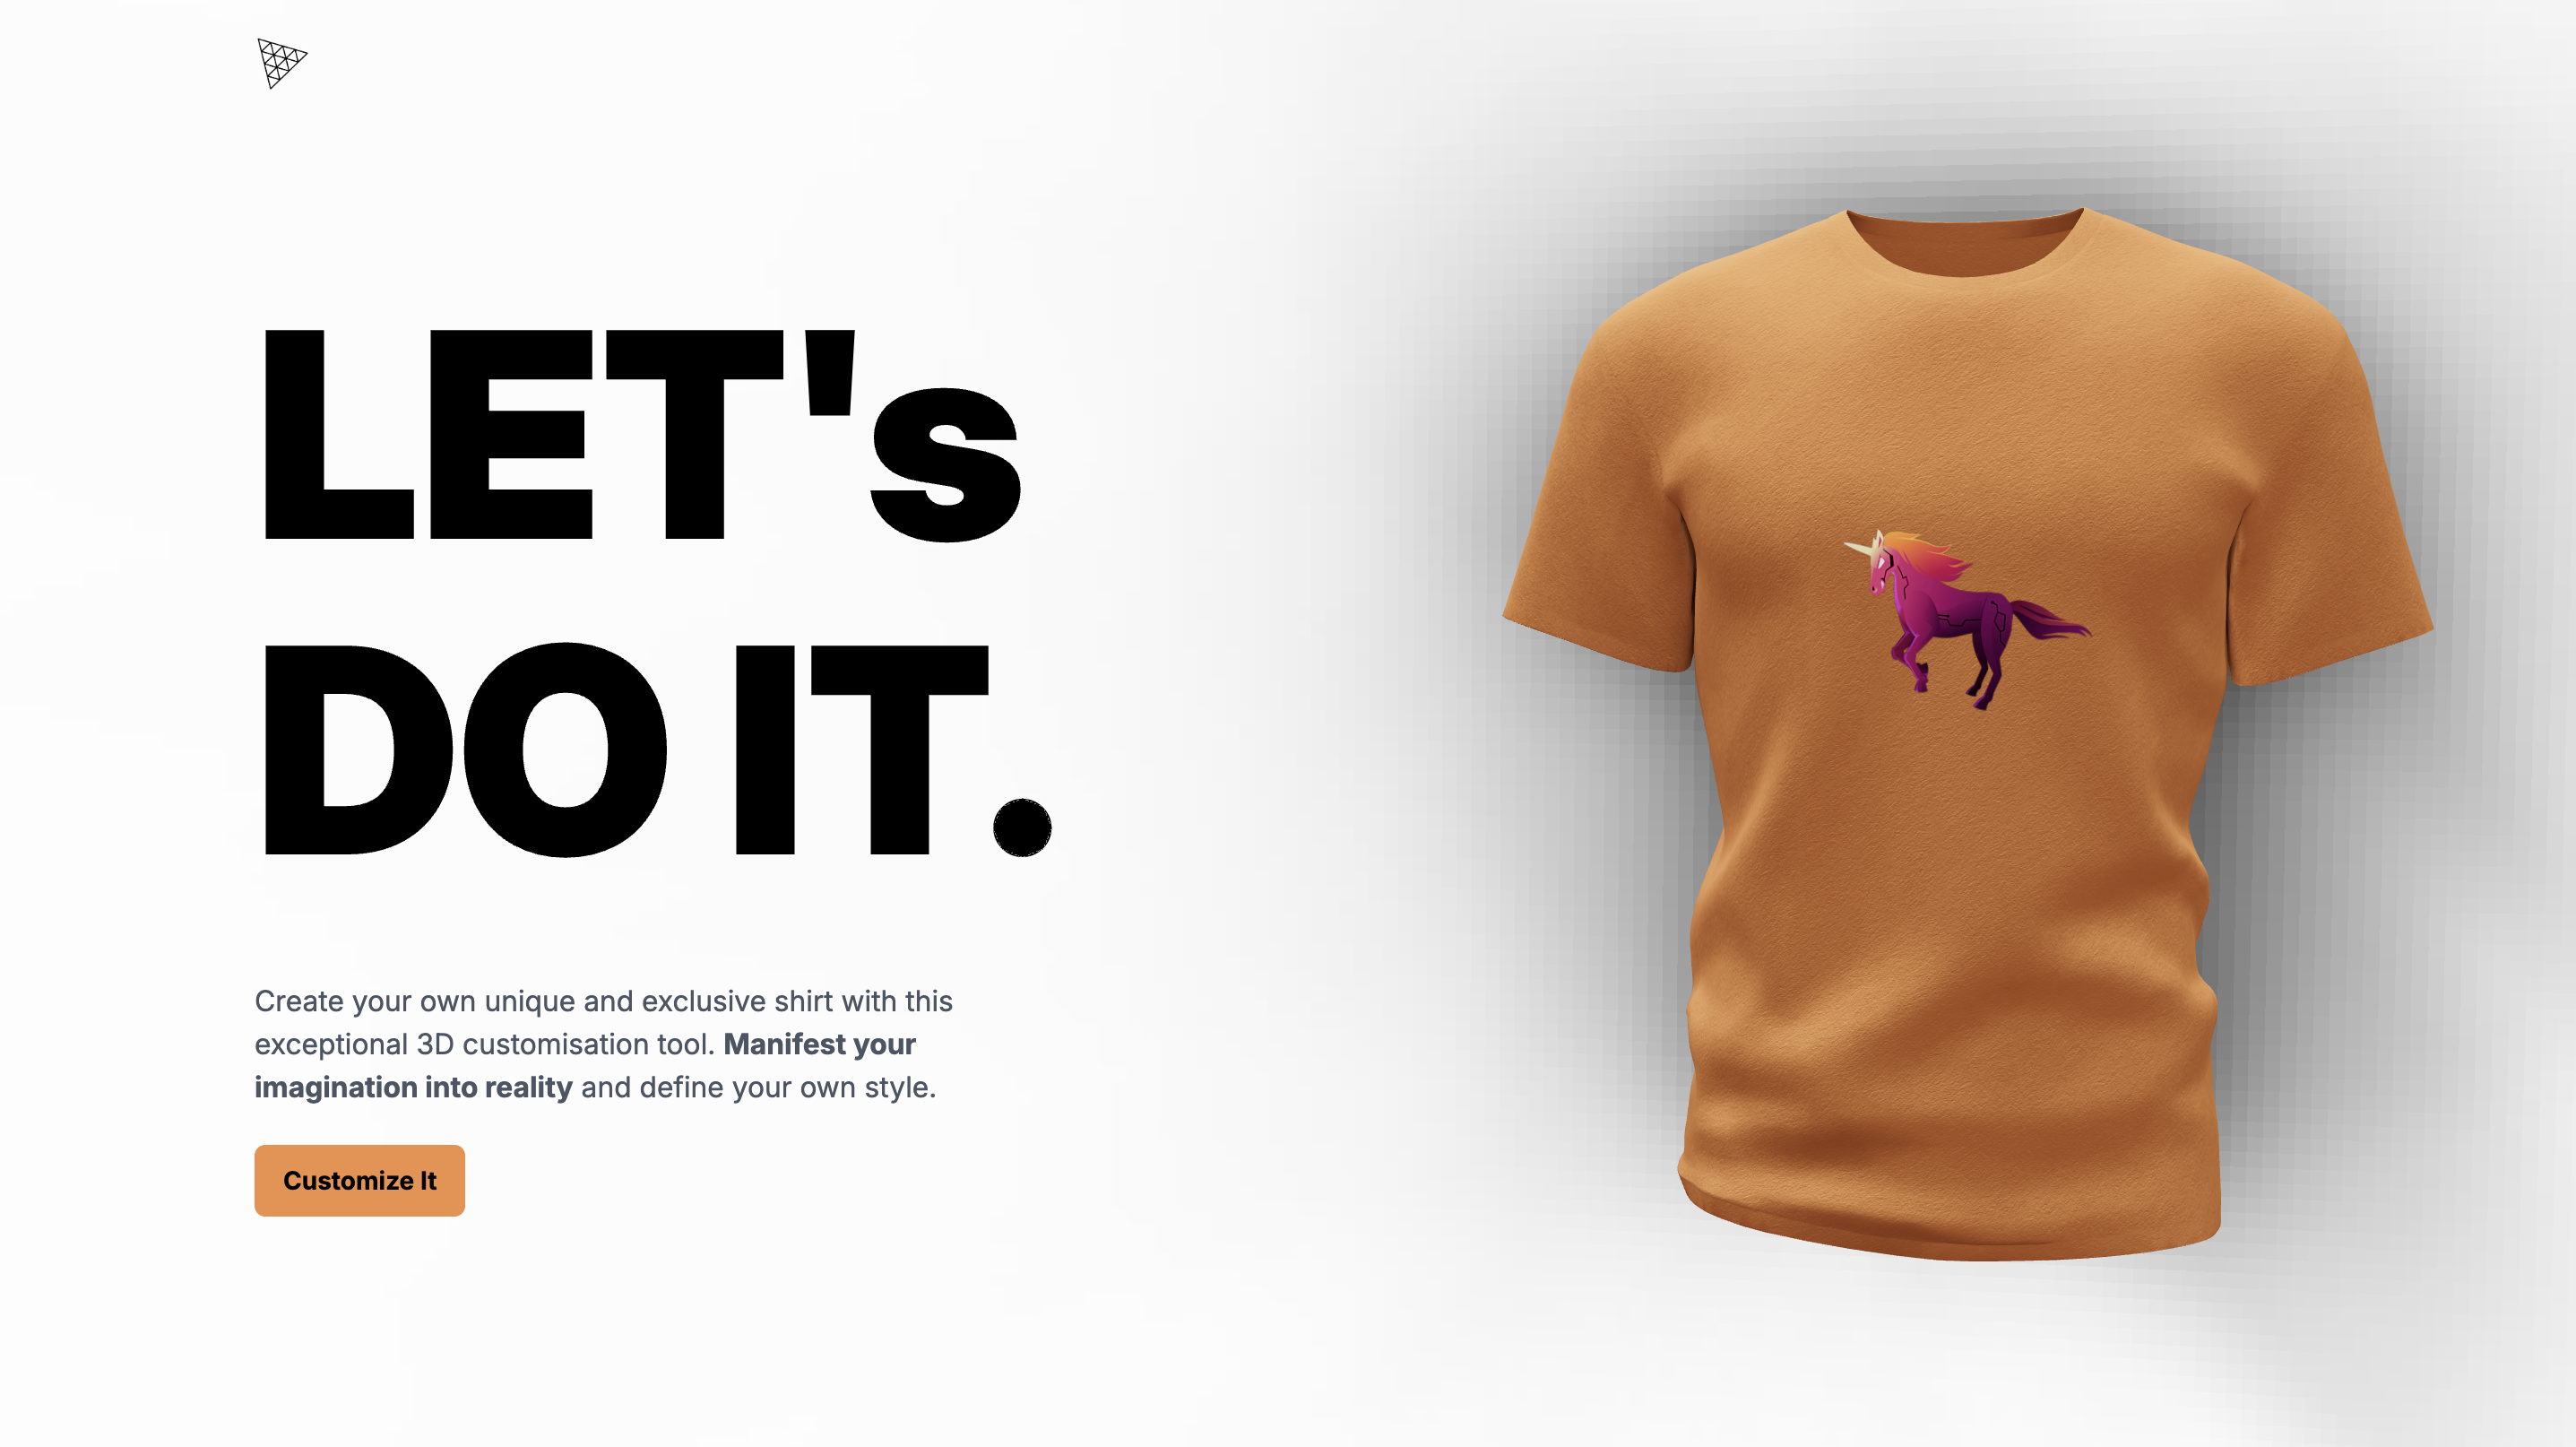 LET's
DO IT.
Create your own unique and exclusive shirt with this
exceptional 3D customisation tool. Manifest your
imagination into reality and define your own style.
Customize It